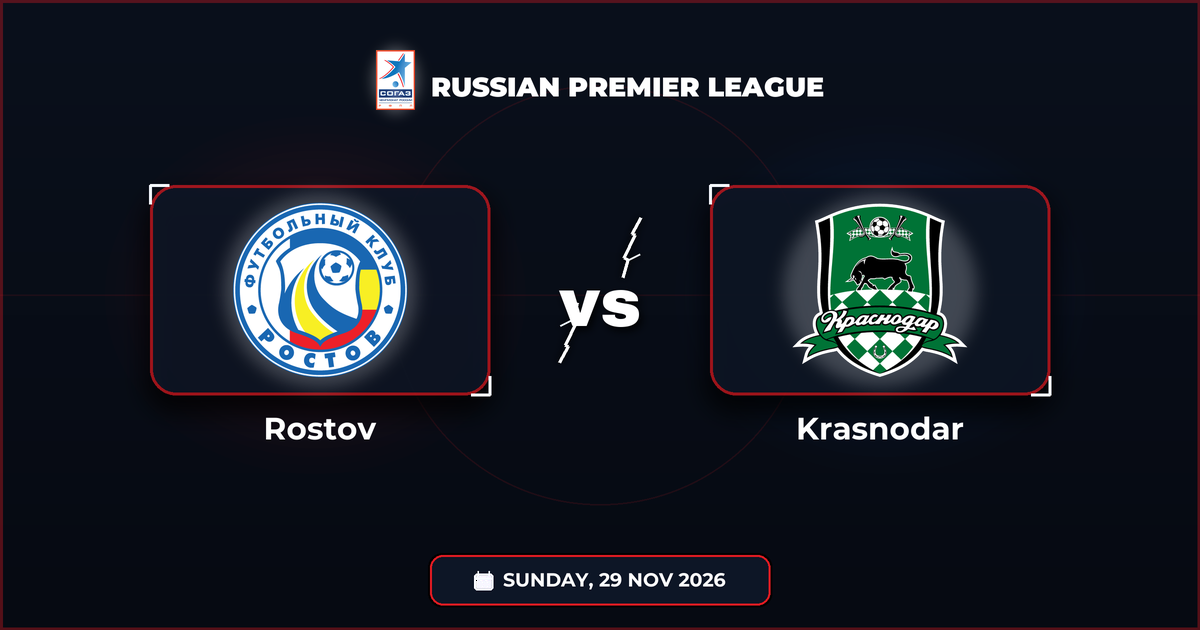 СОГАЗ
RUSSIAN PREMIER LEAGUE
ФУТБОЛЬНЫЙ КЛУБ
РОСТОВ
VS
Краснодар
Rostov
Krasnodar
SUNDAY, 29 NOV 2026